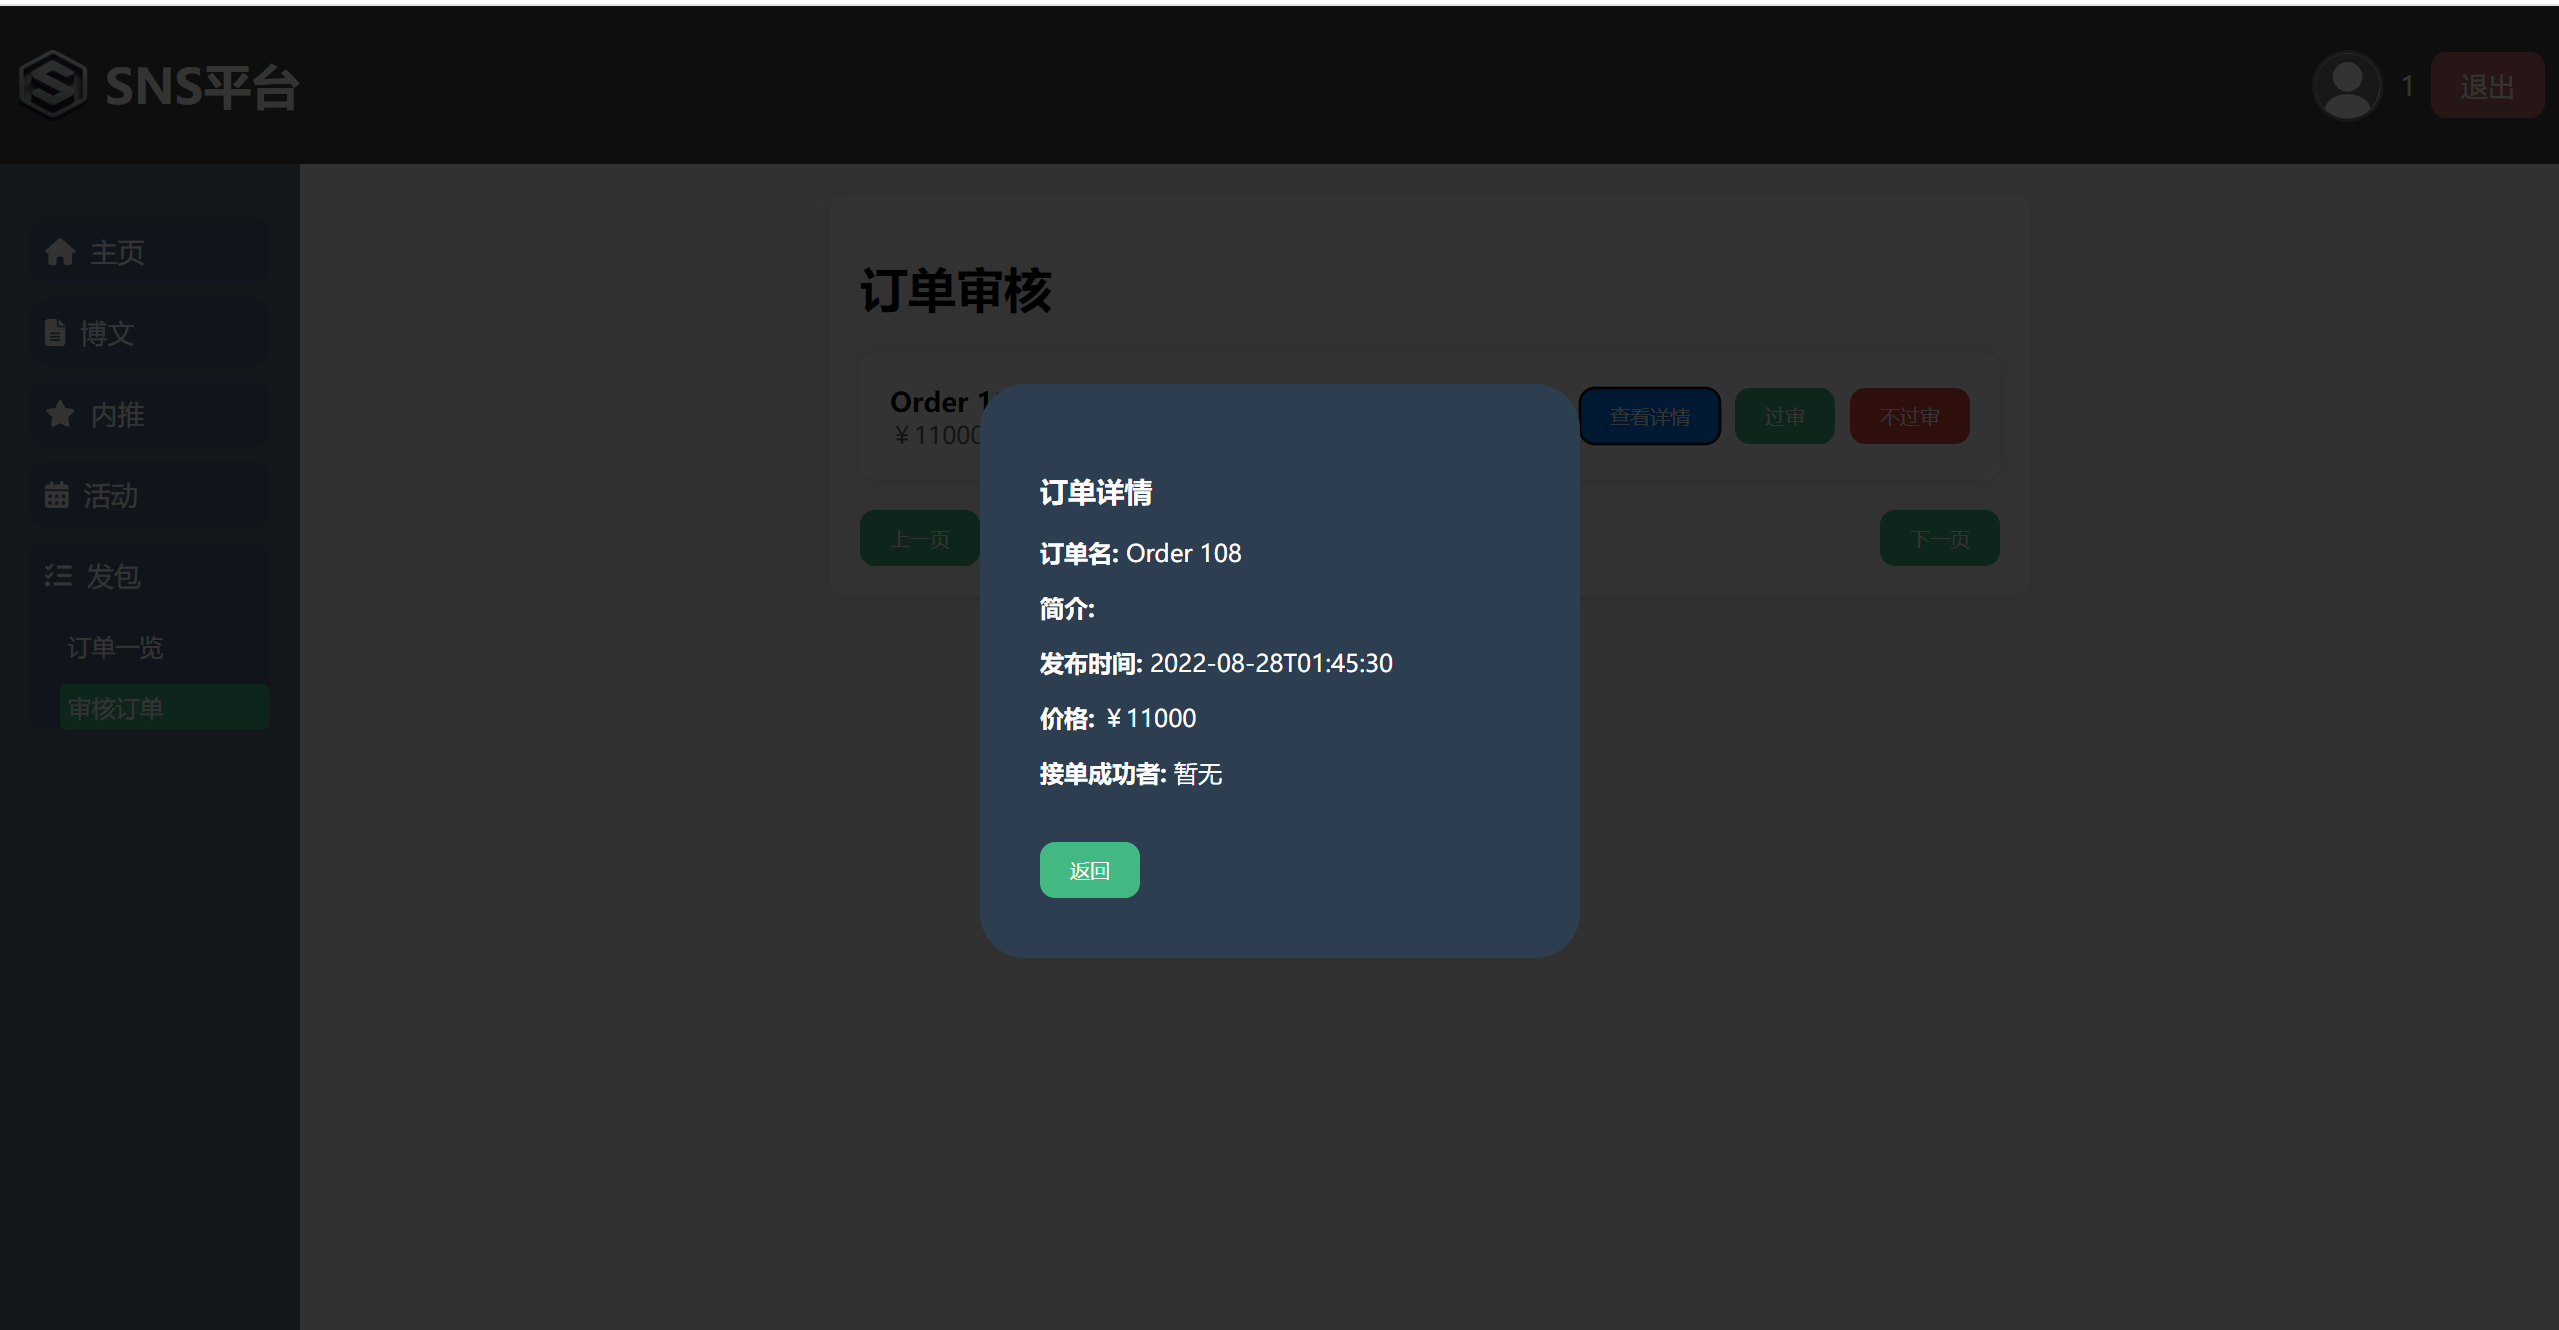 SNS平台
1
退出
主页
博文
内推
活动
发包
订单一览
审核订单
订单审核
Order 1
￥11000
查看详情
过审
不过审
上一页
下一页
订单详情
订单名: Order 108
简介:
发布时间: 2022-08-28T01:45:30
价格: ￥11000
接单成功者: 暂无
返回